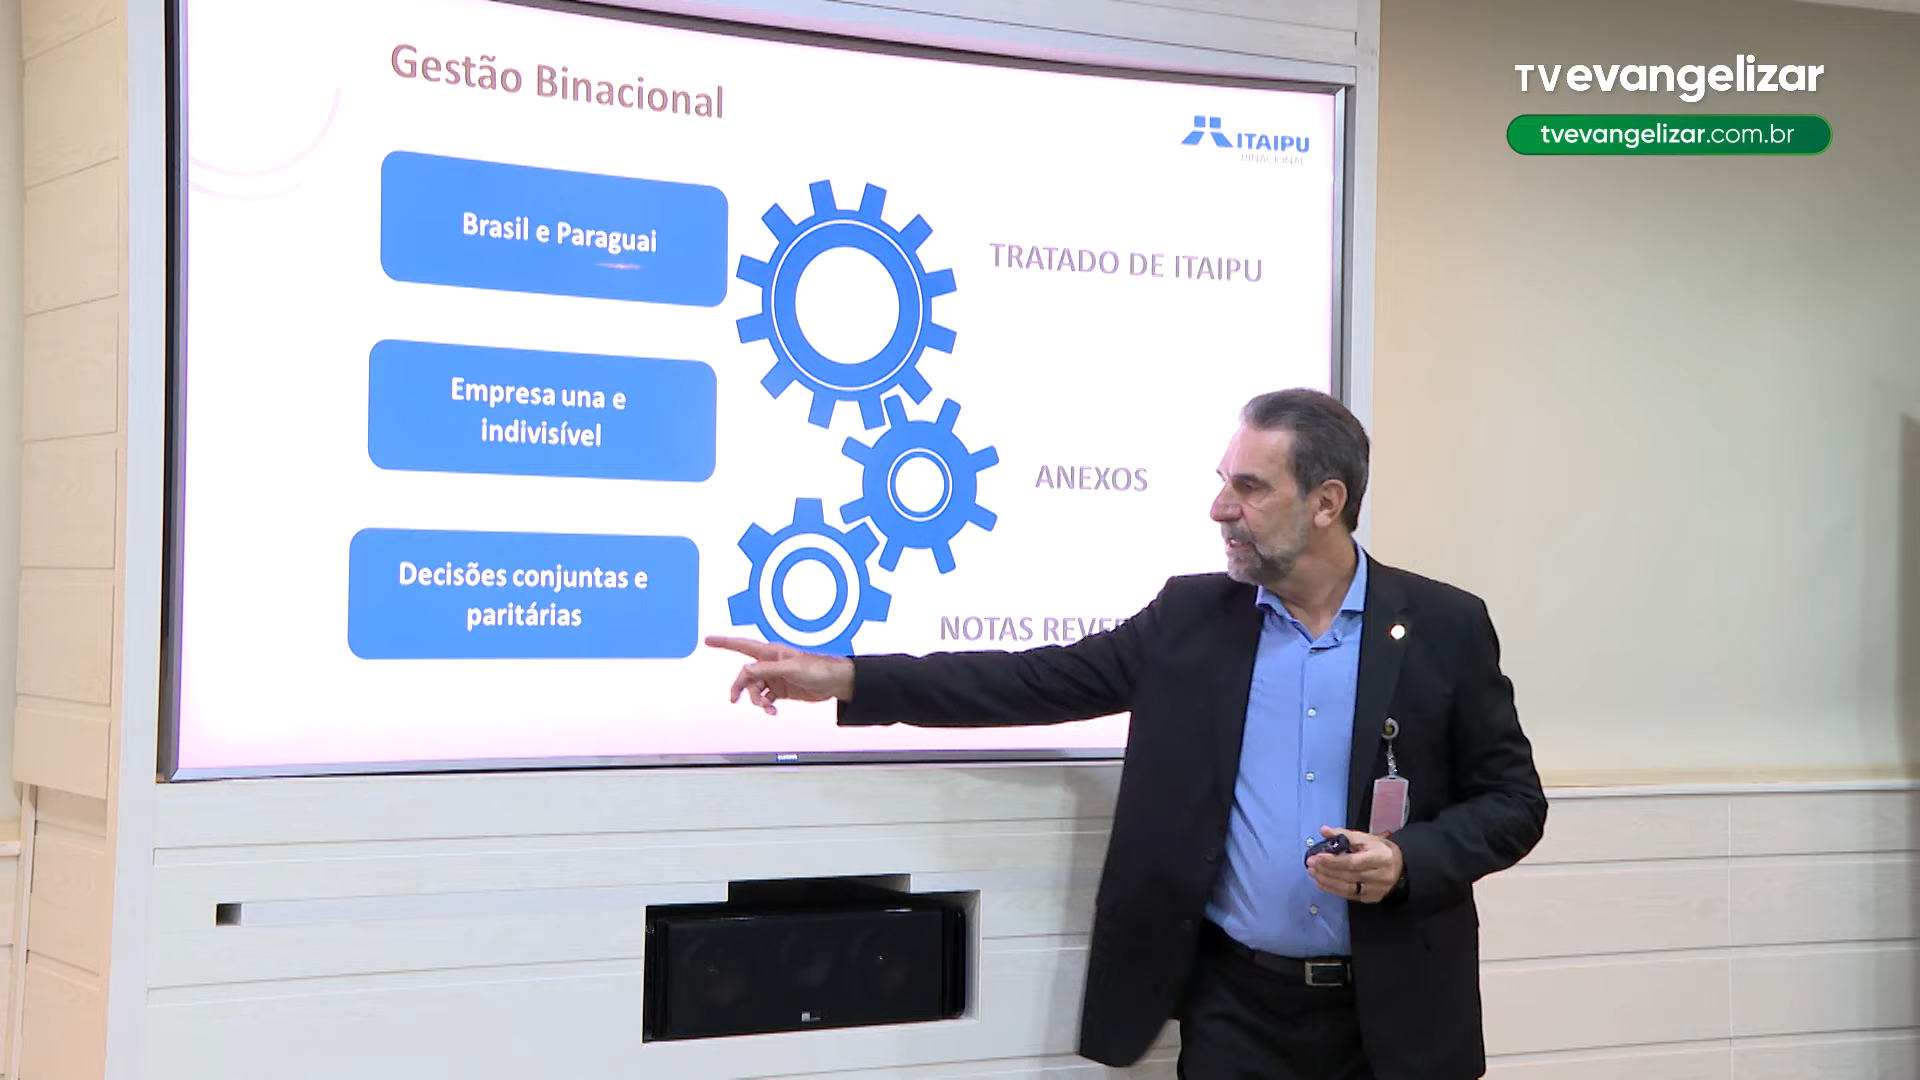 Gestão Binacional
ITAIPU
BINACIONAL
Brasil e Paraguai
TRATADO DE ITAIPU
Empresa una e
indivisível
ANEXOS
Decisões conjuntas e
paritárias
NOTAS
TVevangelizar
tvevangelizar.com.br